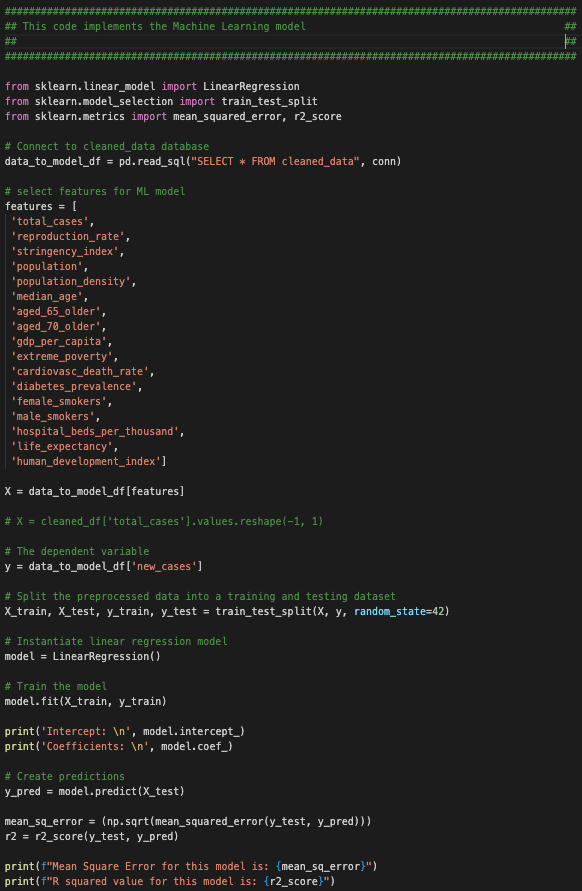 ###############################################################################################
## This code implements the Machine Learning model ##
## ##
###############################################################################################
from sklearn.linear_model import LinearRegression
from sklearn.model_selection import train_test_split
from sklearn.metrics import mean_squared_error, r2_score
# Connect to cleaned_data database
data_to_model_df = pd.read_sql("SELECT * FROM cleaned_data", conn)
# select features for ML model
features = [
'total_cases',
'reproduction_rate',
'stringency_index',
'population',
'population_density',
'median_age',
'aged_65_older',
'aged_70_older',
'gdp_per_capita',
'extreme_poverty',
'cardiovasc_death_rate',
'diabetes_prevalence',
'female_smokers',
'male_smokers',
'hospital_beds_per_thousand',
'life_expectancy',
'human_development_index']
X = data_to_model_df[features]
# X = cleaned_df['total_cases'].values.reshape(-1, 1)
# The dependent variable
y = data_to_model_df['new_cases']
# Split the preprocessed data into a training and testing dataset
X_train, X_test, y_train, y_test = train_test_split(X, y, random_state=42)
# Instantiate linear regression model
model = LinearRegression()
# Train the model
model.fit(X_train, y_train)
print('Intercept: \n', model.intercept_)
print('Coefficients: \n', model.coef_)
# Create predictions
y_pred = model.predict(X_test)
mean_sq_error = (np.sqrt(mean_squared_error(y_test, y_pred)))
r2 = r2_score(y_test, y_pred)
print(f"Mean Square Error for this model is: {mean_sq_error}")
print(f"R squared value for this model is: {r2_score}")